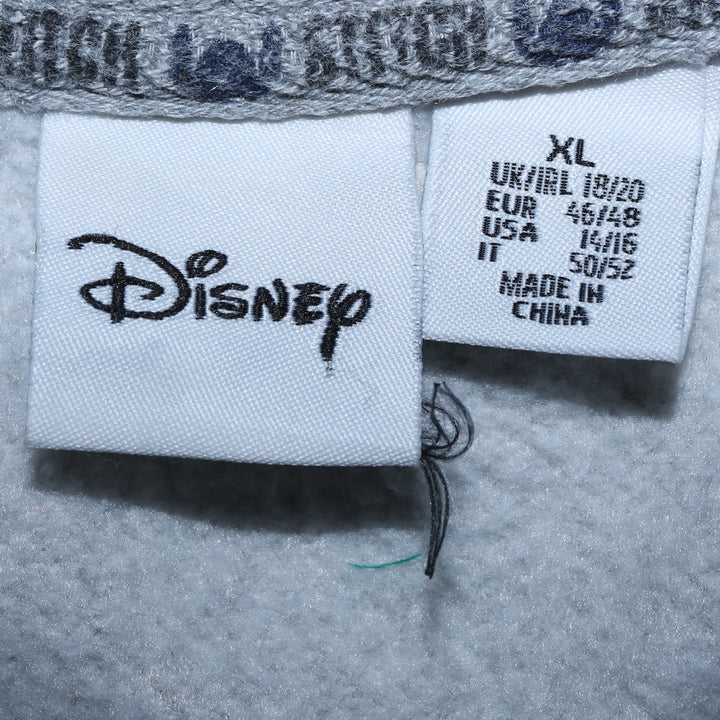 Disney
XL
UK/IRL 18/20
EUR 46/48
USA 14/16
IT 50/52
MADE IN
CHINA